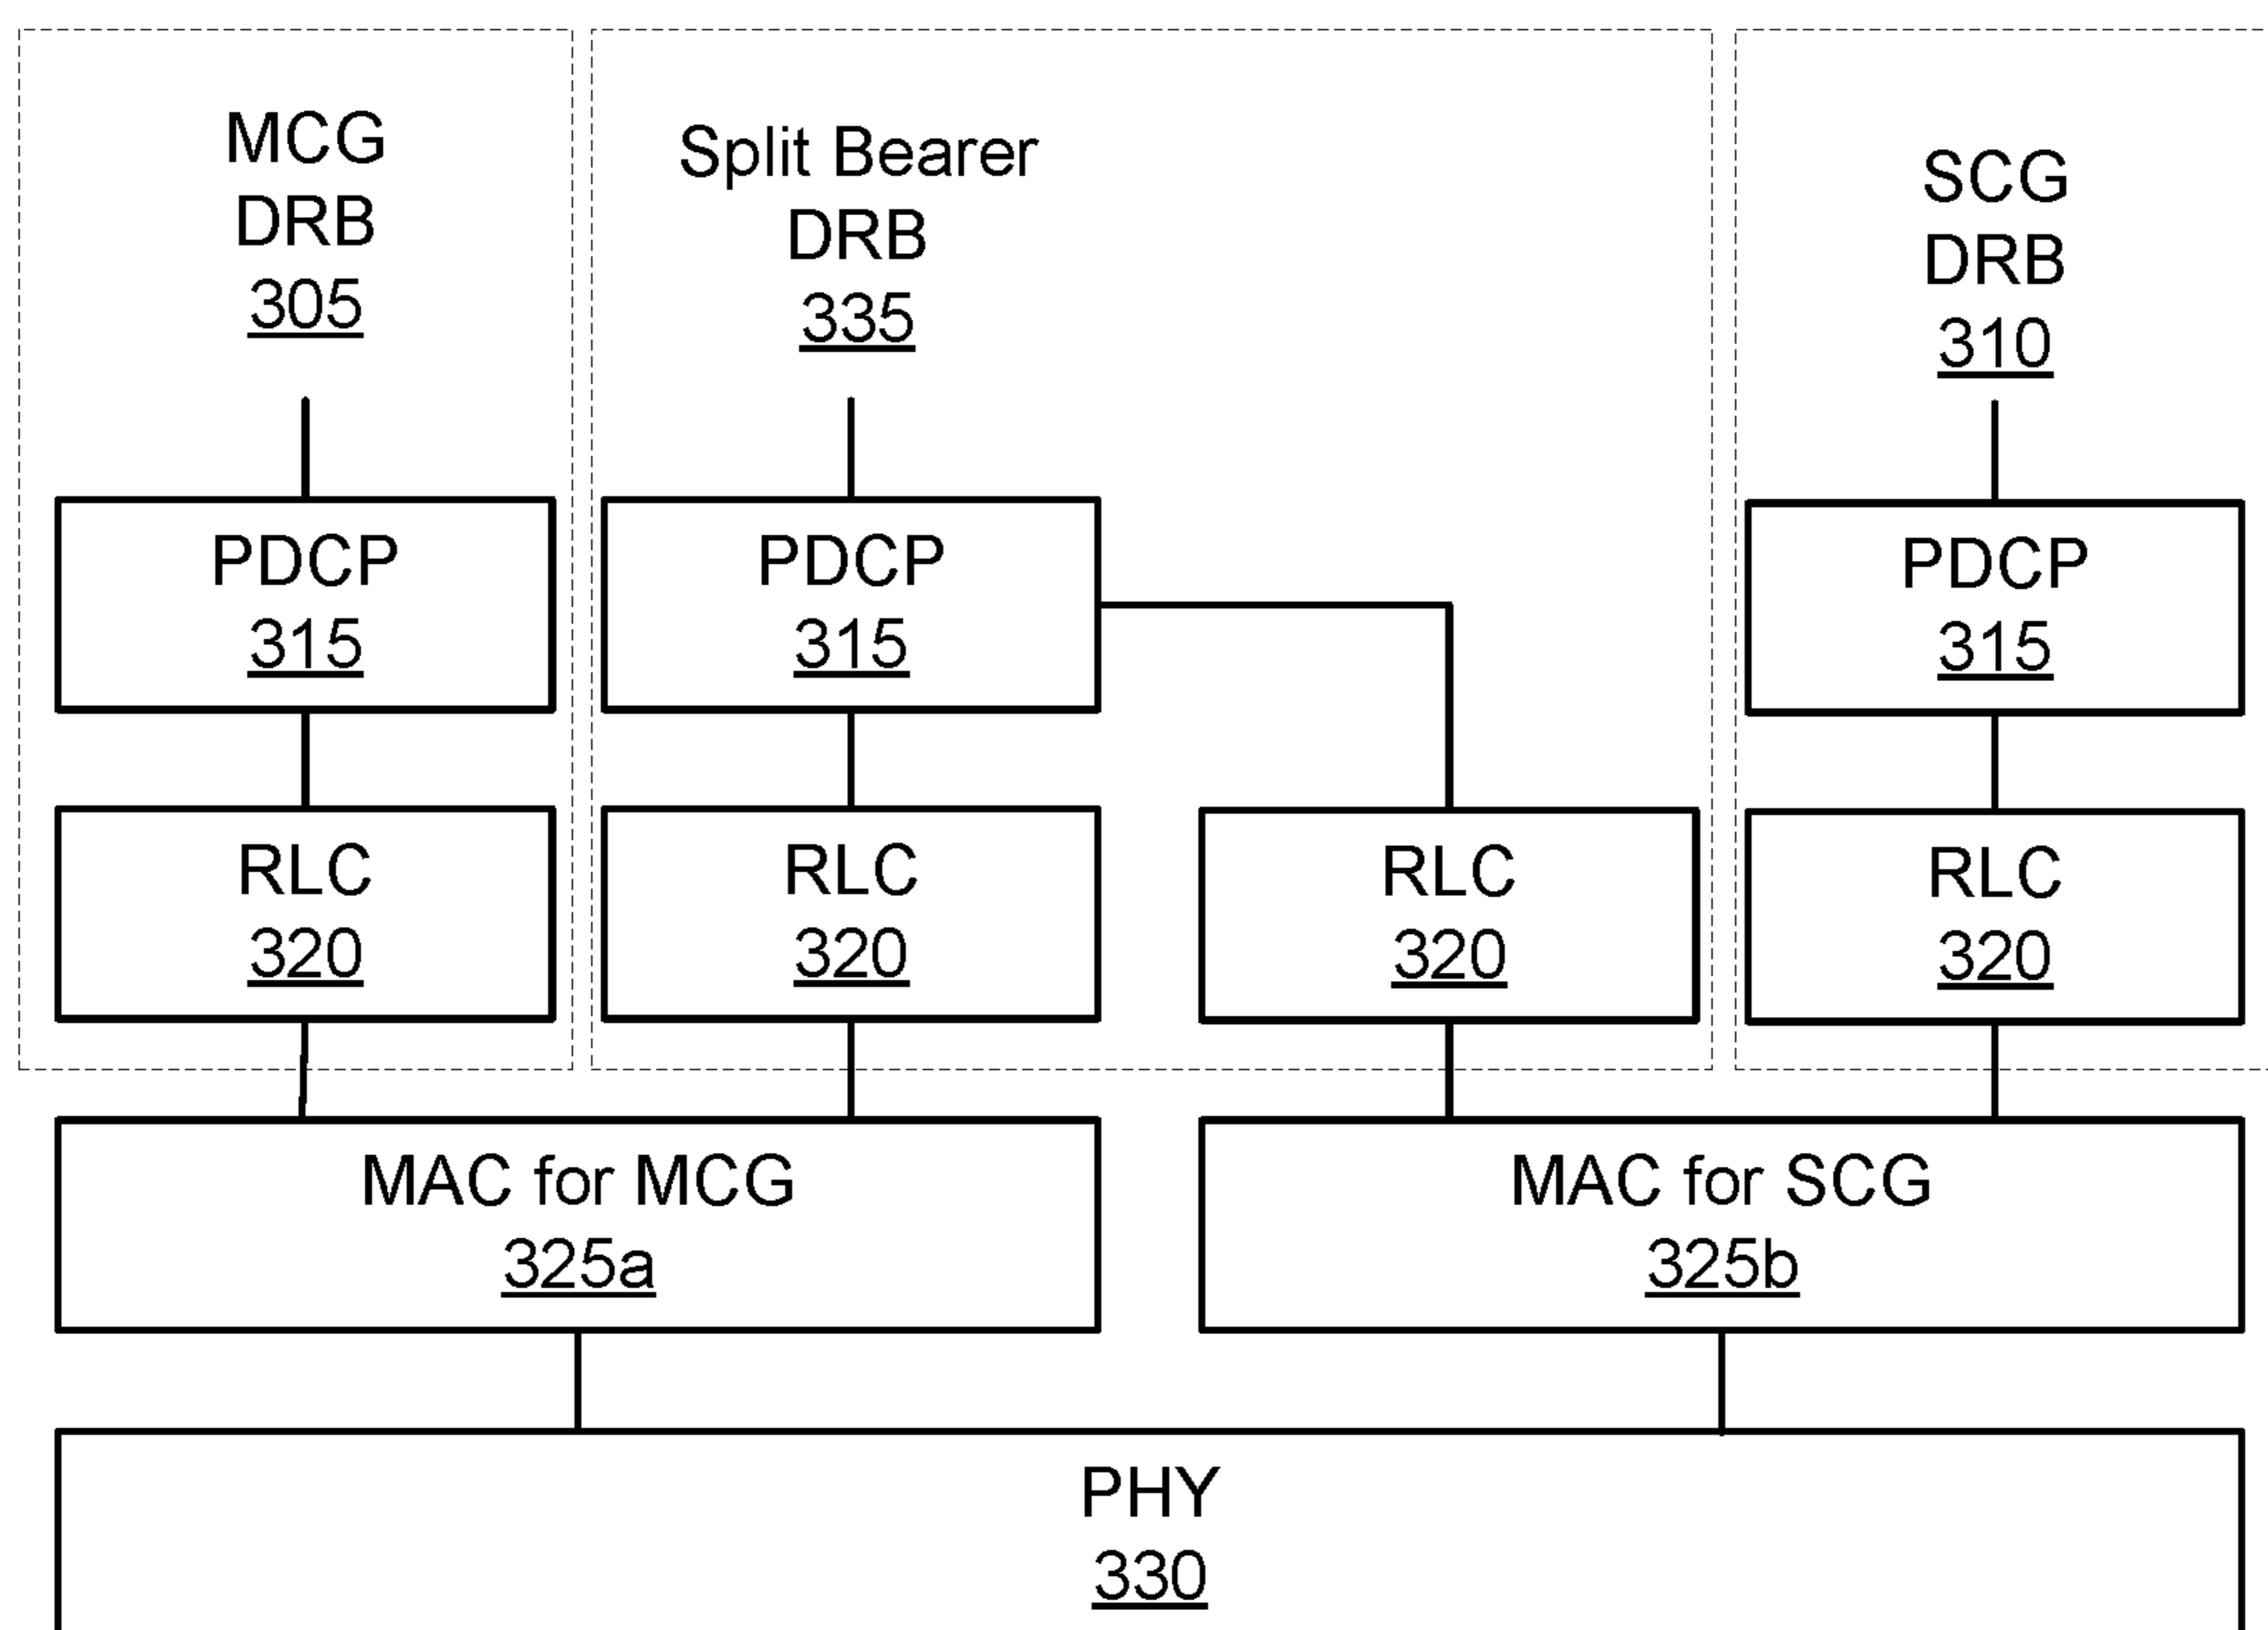 MCG
DRB
305
Split Bearer
DRB
335
SCG
DRB
310
PDCP
315
PDCP
315
PDCP
315
RLC
320
RLC
320
RLC
320
RLC
320
MAC for MCG
325a
MAC for SCG
325b
PHY
330